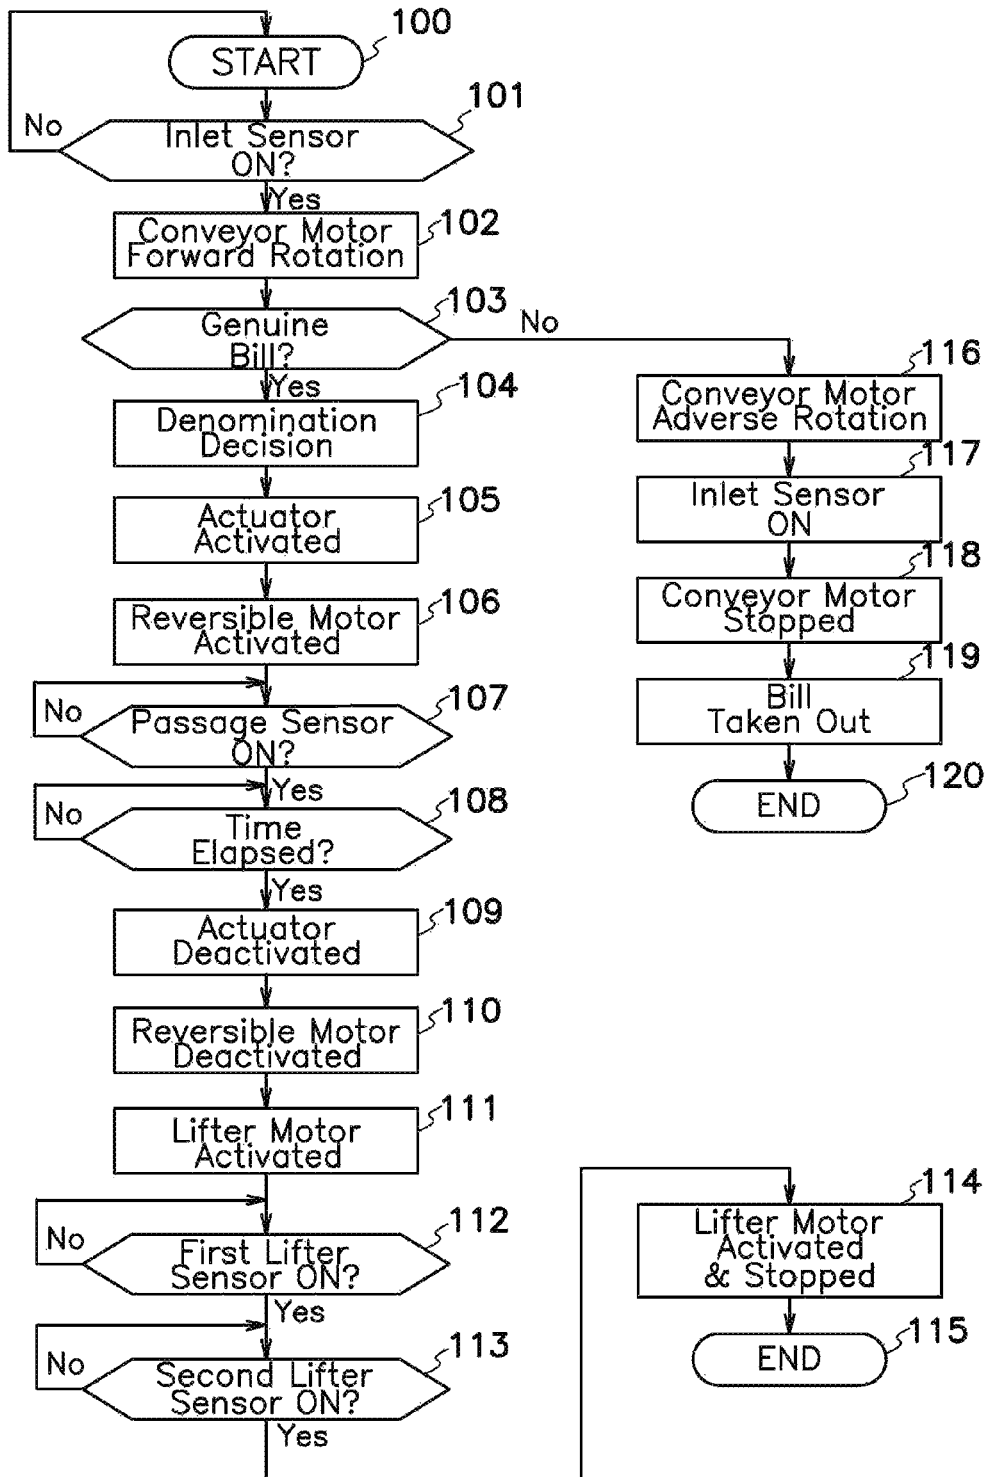 100
START
101
No
Inlet Sensor
ON?
Yes
102
Conveyor Motor
Forward Rotation
103
Genuine
Bill?
No
Yes
104
Denomination
Decision
105
Actuator
Activated
106
Reversible Motor
Activated
107
No
Passage Sensor
ON?
Yes
108
No
Time
Elapsed?
Yes
109
Actuator
Deactivated
110
Reversible Motor
Deactivated
111
Lifter Motor
Activated
112
No
First Lifter
Sensor ON?
Yes
113
No
Second Lifter
Sensor ON?
Yes
116
Conveyor Motor
Adverse Rotation
117
Inlet Sensor
ON
118
Conveyor Motor
Stopped
119
Bill
Taken Out
120
END
114
Lifter Motor
Activated
& Stopped
115
END